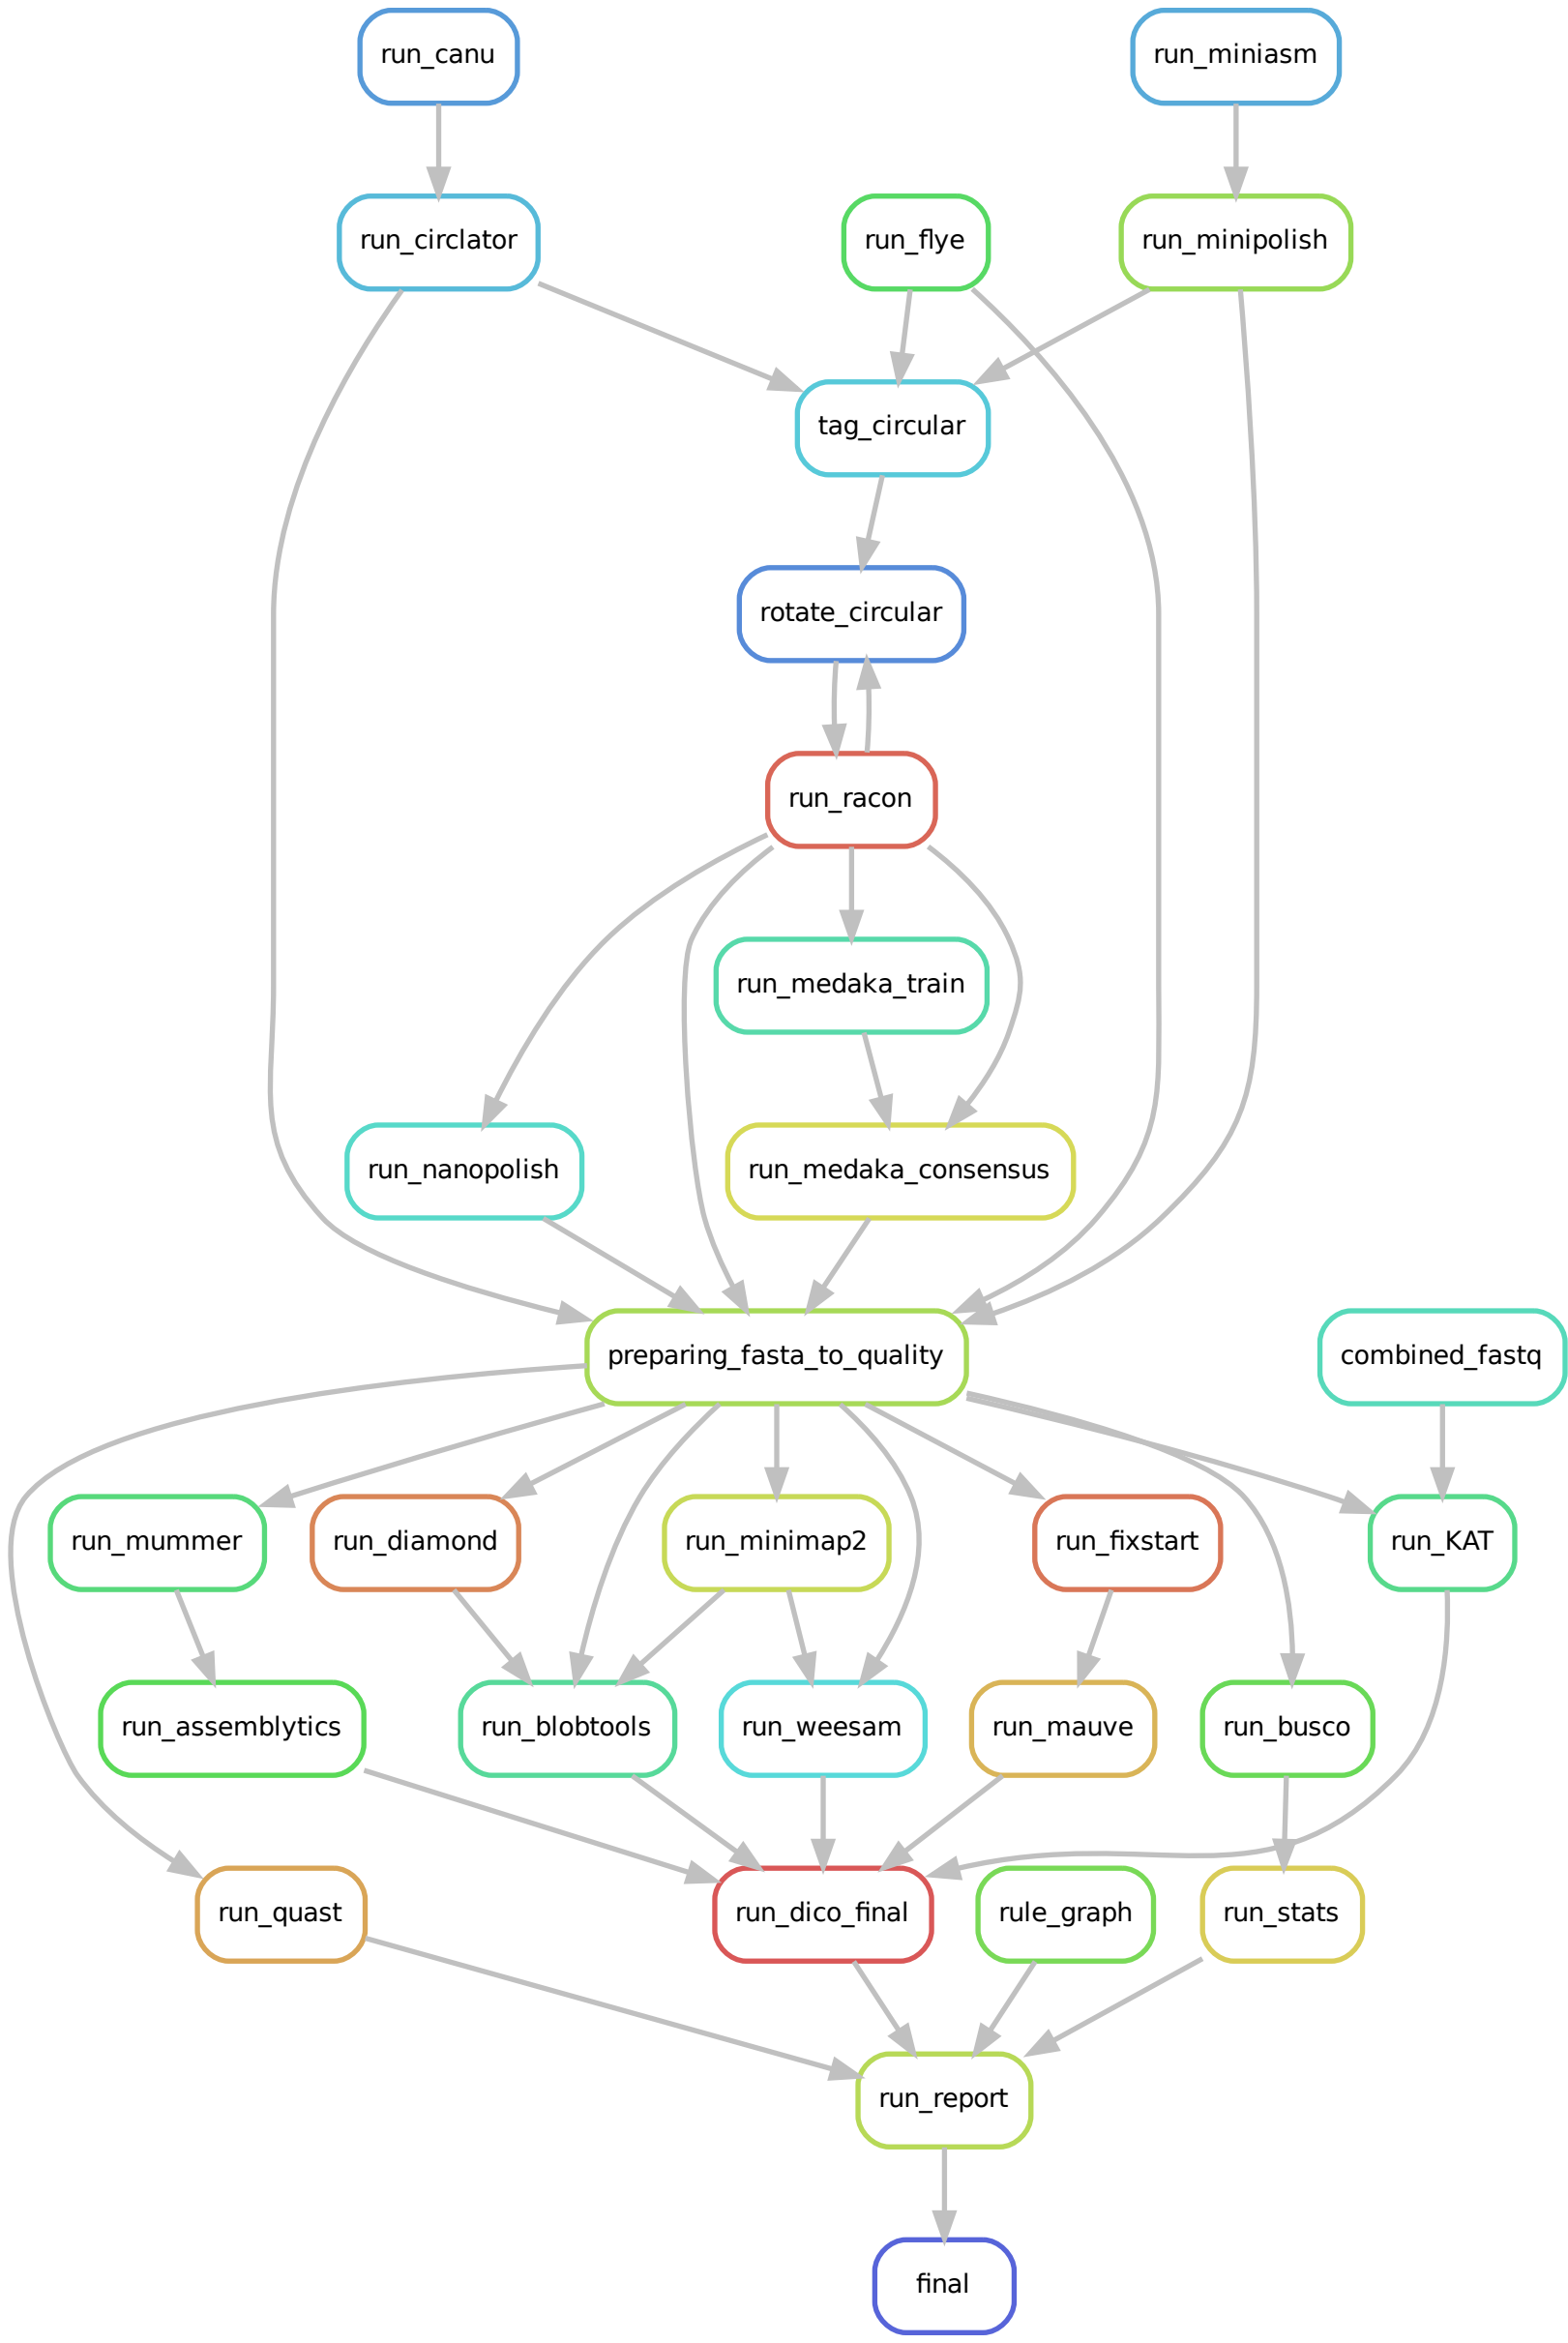 run_canu
run_miniasm
run_circlator
run_flye
run_minipolish
tag_circular
rotate_circular
run_racon
run_medaka_train
run_nanopolish
run_medaka_consensus
preparing_fasta_to_quality
combined_fastq
run_mummer
run_diamond
run_minimap2
run_fixstart
run_KAT
run_assemblytics
run_blobtools
run_weesam
run_mauve
run_busco
run_quast
run_dico_final
rule_graph
run_stats
run_report
final